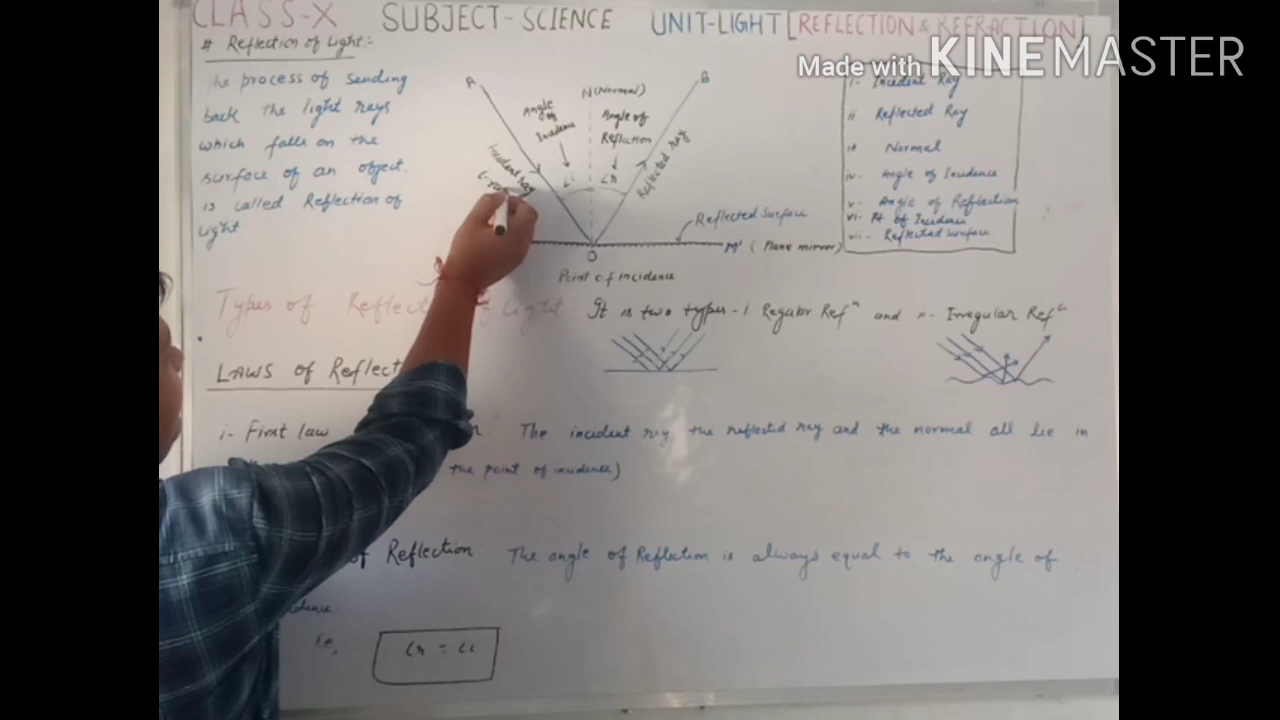 CLASS-X SUBJECT-SCIENCE UNIT-LIGHT [REFLECTION & REFRACTION]
Made with KINEMASTER
# Reflection of Light:-
The process of sending
back the light rays
which falls on the
surface of an object.
is called Reflection of
light
A
N (Normal)
B
Angle
of
Incidence
Angle of
Reflection
Incident ray
Reflected ray
∠i
∠r
Reflected Surface
M' ( Plane mirror)
O
Point of incidence
i- Incident Ray
ii Reflected Ray
Normal
iv- Angle of Incidence
v- Angle of Reflection
vi- Pt of Incidence
vii- Reflected Surface
Types of Reflect of Light: It is two types - i. Regular Refⁿ and ii- Irregular Ref
LAWS of Reflect
i- First law The incident ray the reflected ray and the normal all lie in
the point of incidence)
of Reflection: The angle of Reflection is always equal to the angle of
dence
i.e, ∠r = ∠i